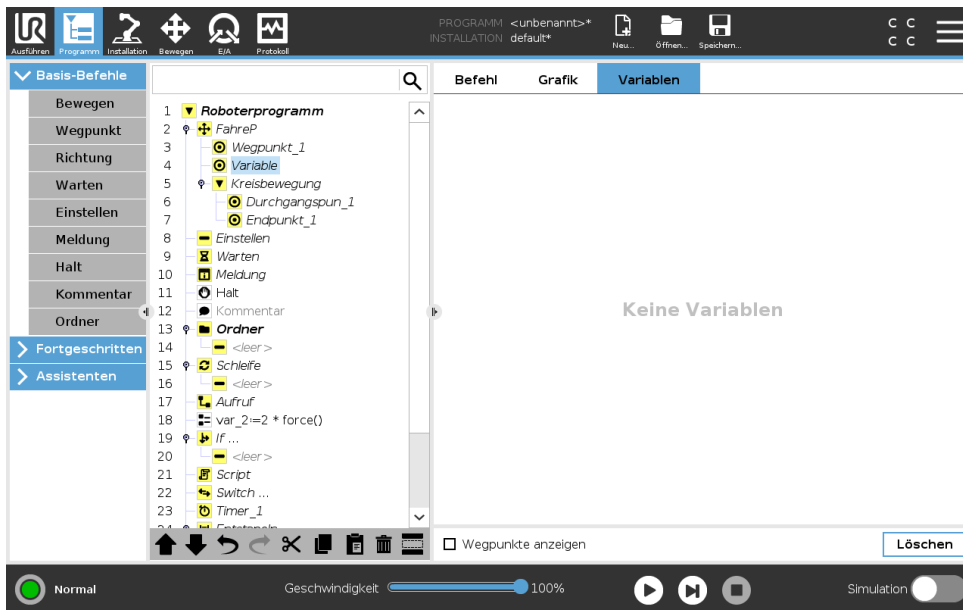 UR
PROGRAMM <unbenannt>*
INSTALLATION default*
Ausführen Programm Installation Bewegen E/A Protokoll Neu... Öffnen... Speichern...
C C
C C
Basis-Befehle
Bewegen
Wegpunkt
Richtung
Warten
Einstellen
Meldung
Halt
Kommentar
Ordner
Fortgeschritten
Assistenten
1 Roboterprogramm
2 FahreP
3 Wegpunkt_1
4 Variable
5 Kreisbewegung
6 Durchgangspun_1
7 Endpunkt_1
8 Einstellen
9 Warten
10 Meldung
11 Halt
12 Kommentar
13 Ordner
14 <leer>
15 Schleife
16 <leer>
17 Aufruf
18 var_2:=2 * force()
19 If ...
20 <leer>
21 Script
22 Switch ...
23 Timer_1
24 Entstapeln
Befehl Grafik Variablen
Keine Variablen
Wegpunkte anzeigen Löschen
Normal Geschwindigkeit 100% Simulation